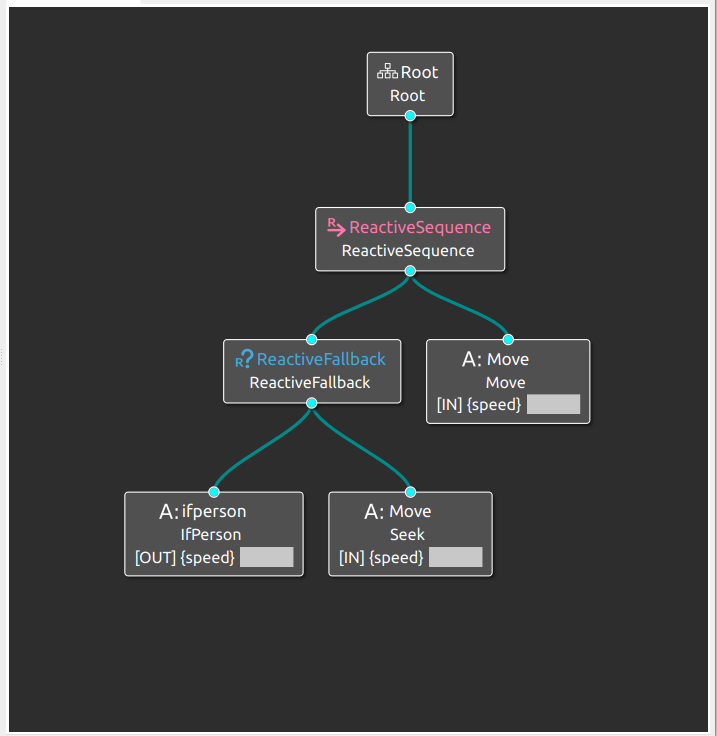 Root
Root
R ReactiveSequence
ReactiveSequence
R? ReactiveFallback
ReactiveFallback
A: Move
Move
[IN] {speed}
A: ifperson
IfPerson
[OUT] {speed}
A: Move
Seek
[IN] {speed}